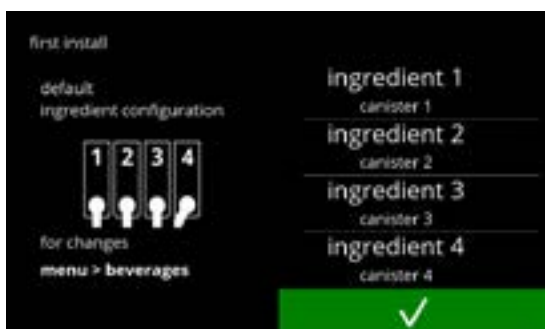 first install
default
ingredient configuration
1 2 3 4
for changes
menu > beverages
ingredient 1
canister 1
ingredient 2
canister 2
ingredient 3
canister 3
ingredient 4
canister 4